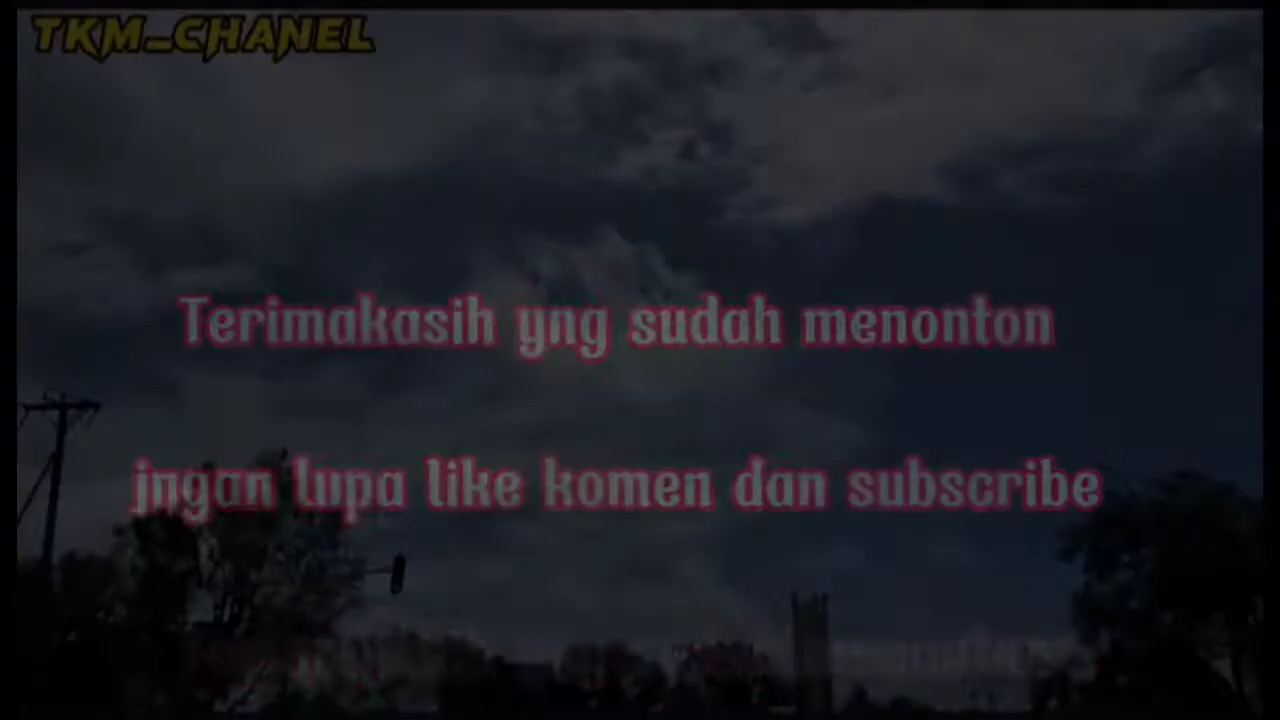 TKM_CHANEL
Terimakasih yng sudah menonton
jngan lupa like komen dan subscribe